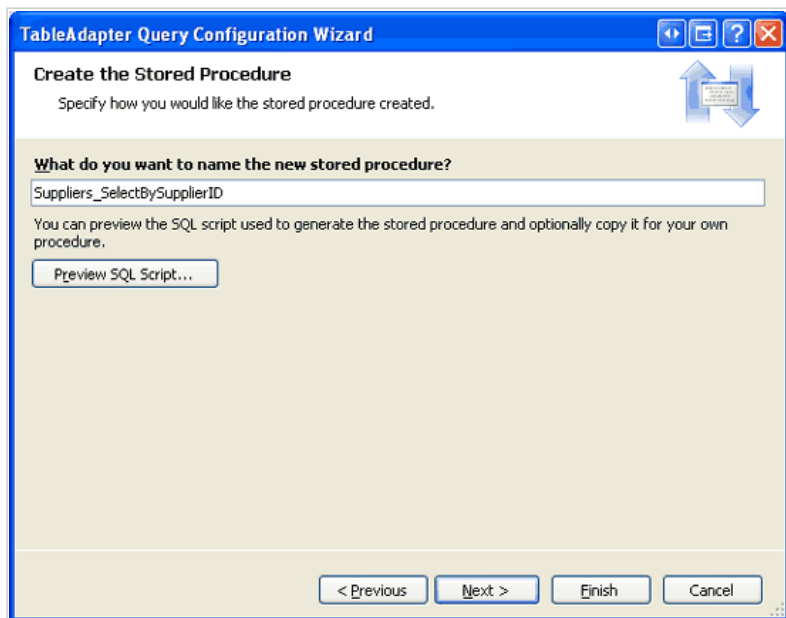 TableAdapter Query Configuration Wizard
Create the Stored Procedure
Specify how you would like the stored procedure created.
What do you want to name the new stored procedure?
Suppliers_SelectBySupplierID
You can preview the SQL script used to generate the stored procedure and optionally copy it for your own
procedure.
Preview SQL Script...
< Previous
Next >
Finish
Cancel